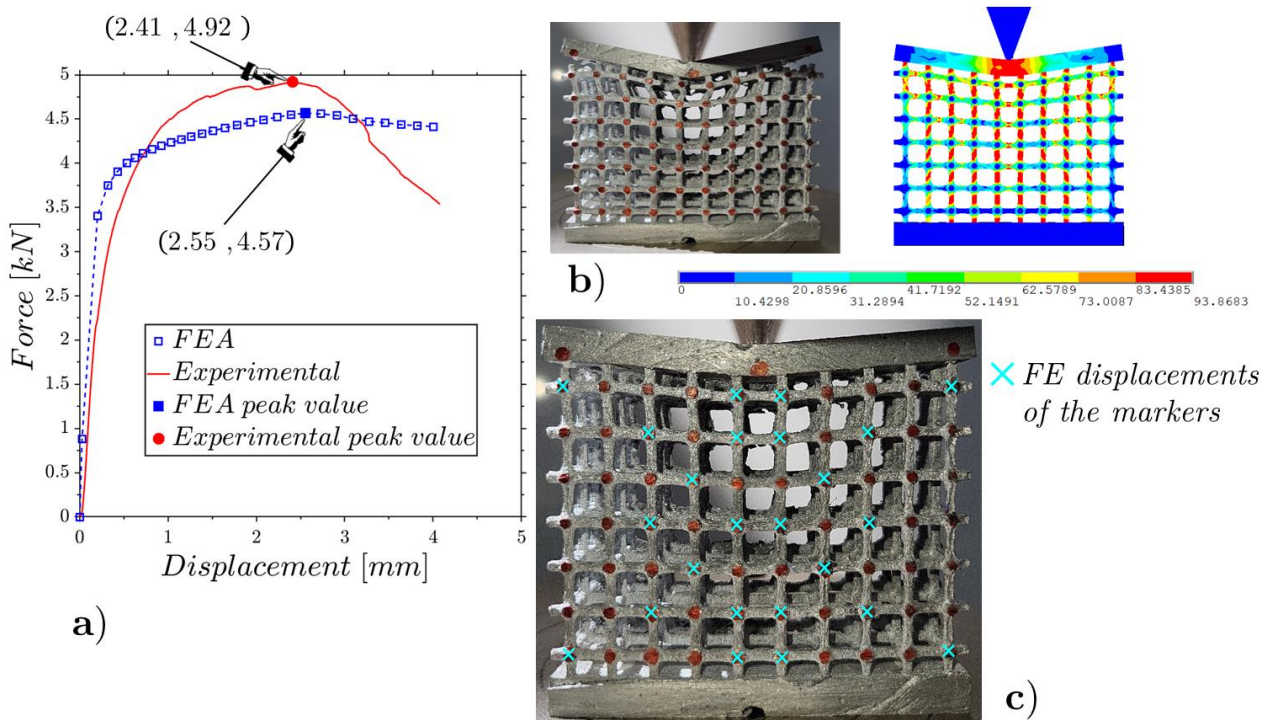 (2.41 ,4.92 )
5
4.5
4
3.5
3
2.5
2
1.5
1
0.5
0
Force [kN]
(2.55 ,4.57)
FEA
Experimental
FEA peak value
Experimental peak value
0 1 2 3 4 5
Displacement [mm]
a)
b)
0 20.8596 41.7192 62.5789 83.4385
10.4298 31.2894 52.1491 73.0087 93.8683
FE displacements
of the markers
c)